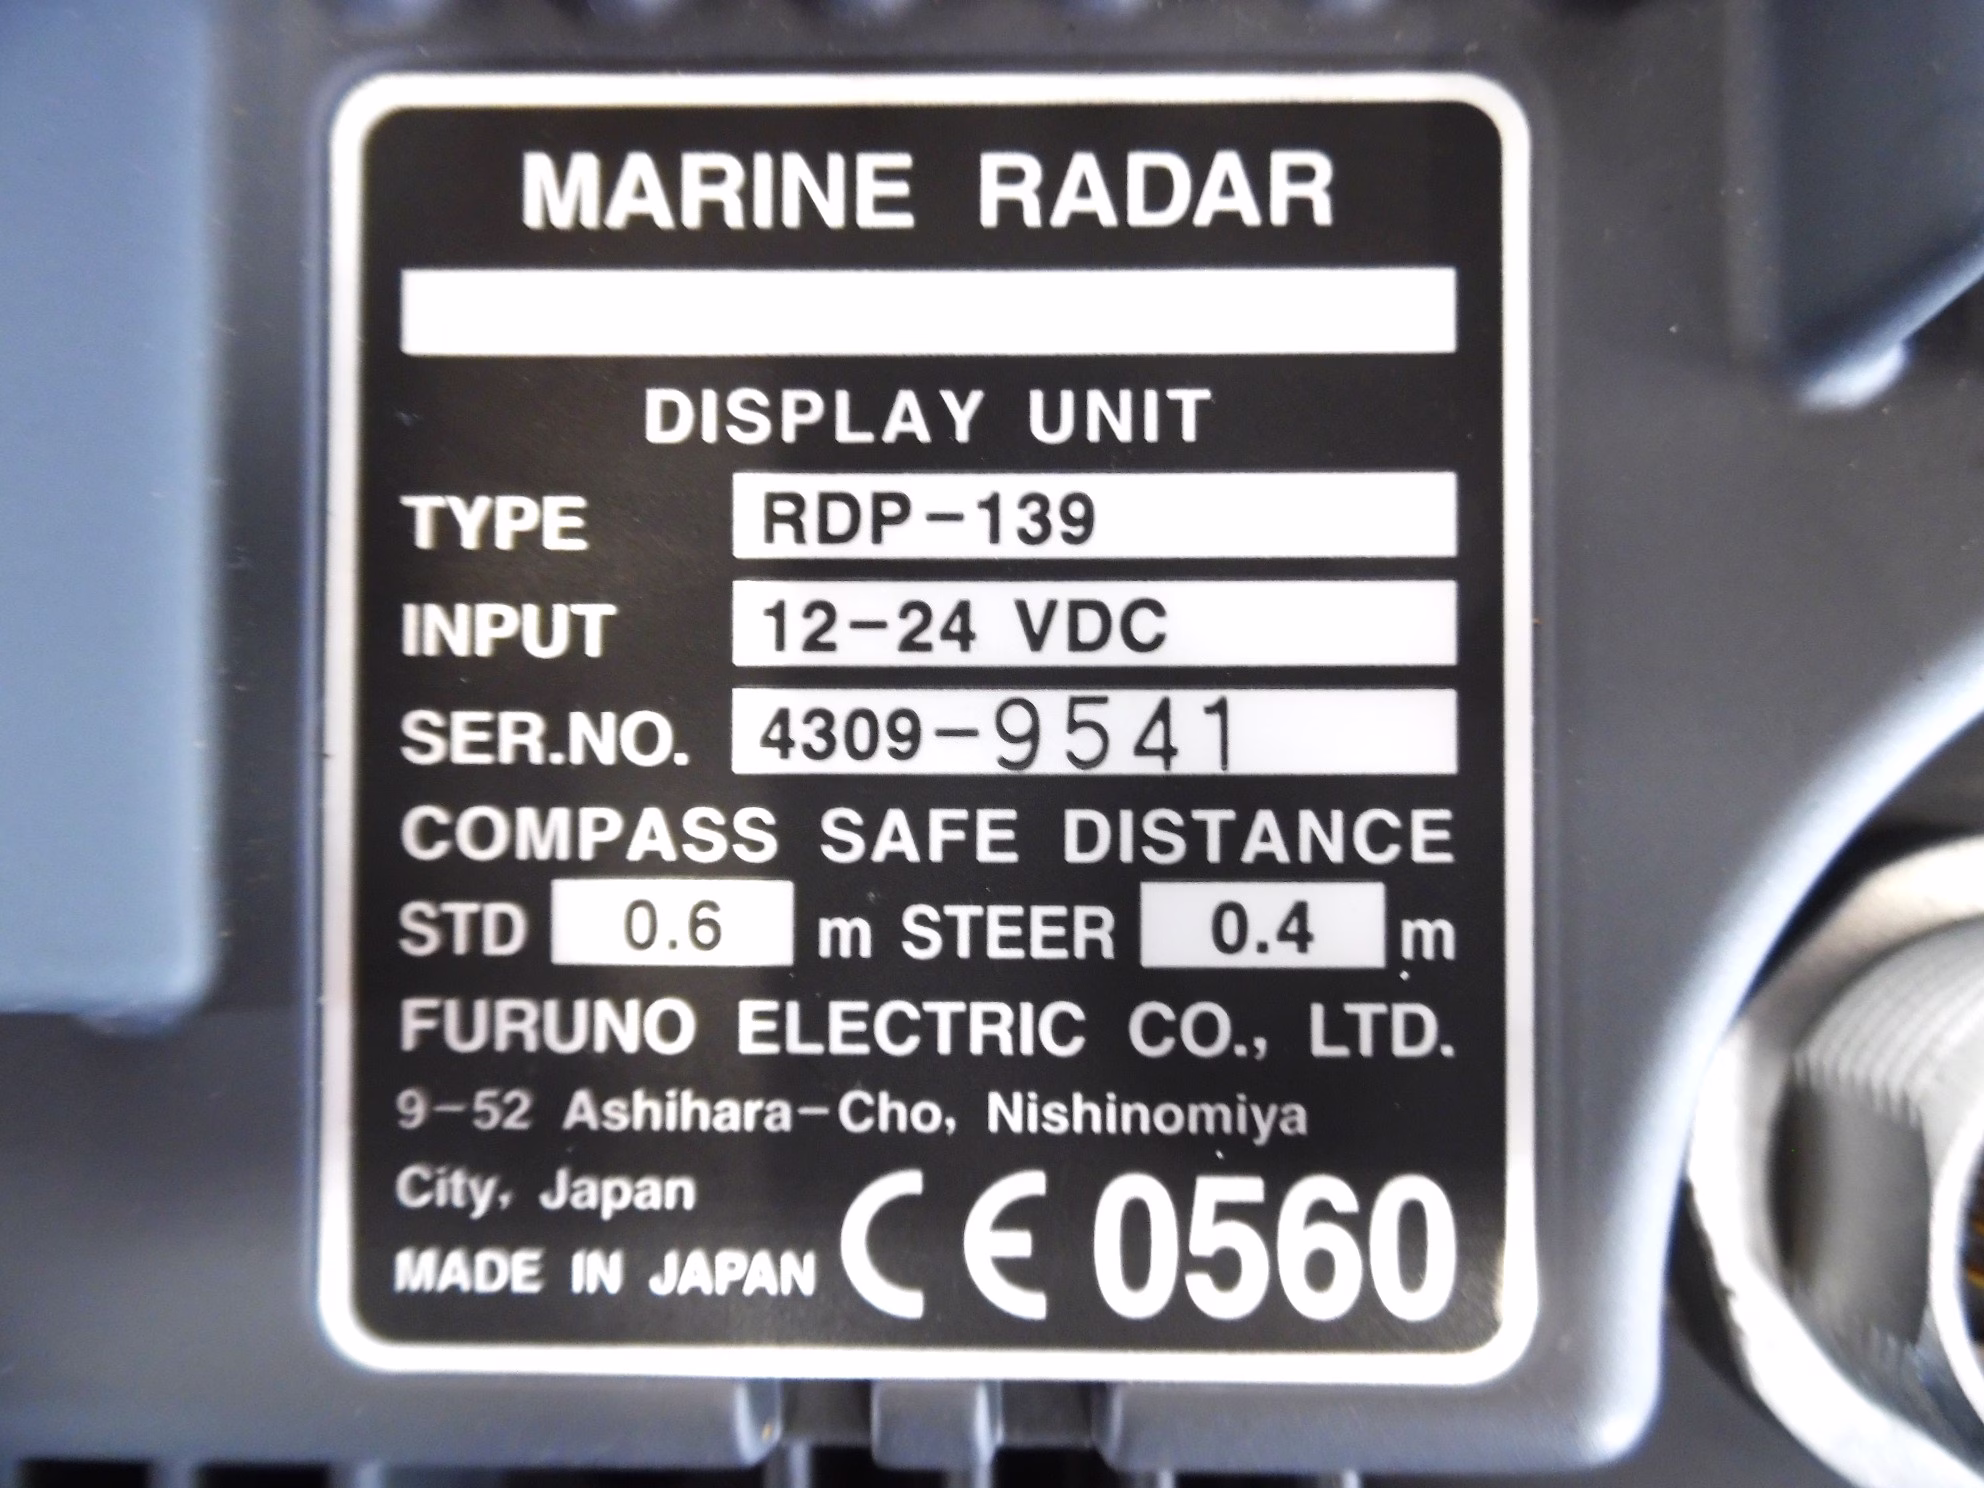 MARINE RADAR
DISPLAY UNIT
TYPE RDP-139
INPUT 12-24 VDC
SER.NO. 4309-9541
COMPASS SAFE DISTANCE
STD 0.6 m STEER 0.4 m
FURUNO ELECTRIC CO., LTD.
9-52 Ashihara-Cho, Nishinomiya
City, Japan
MADE IN JAPAN CE 0560